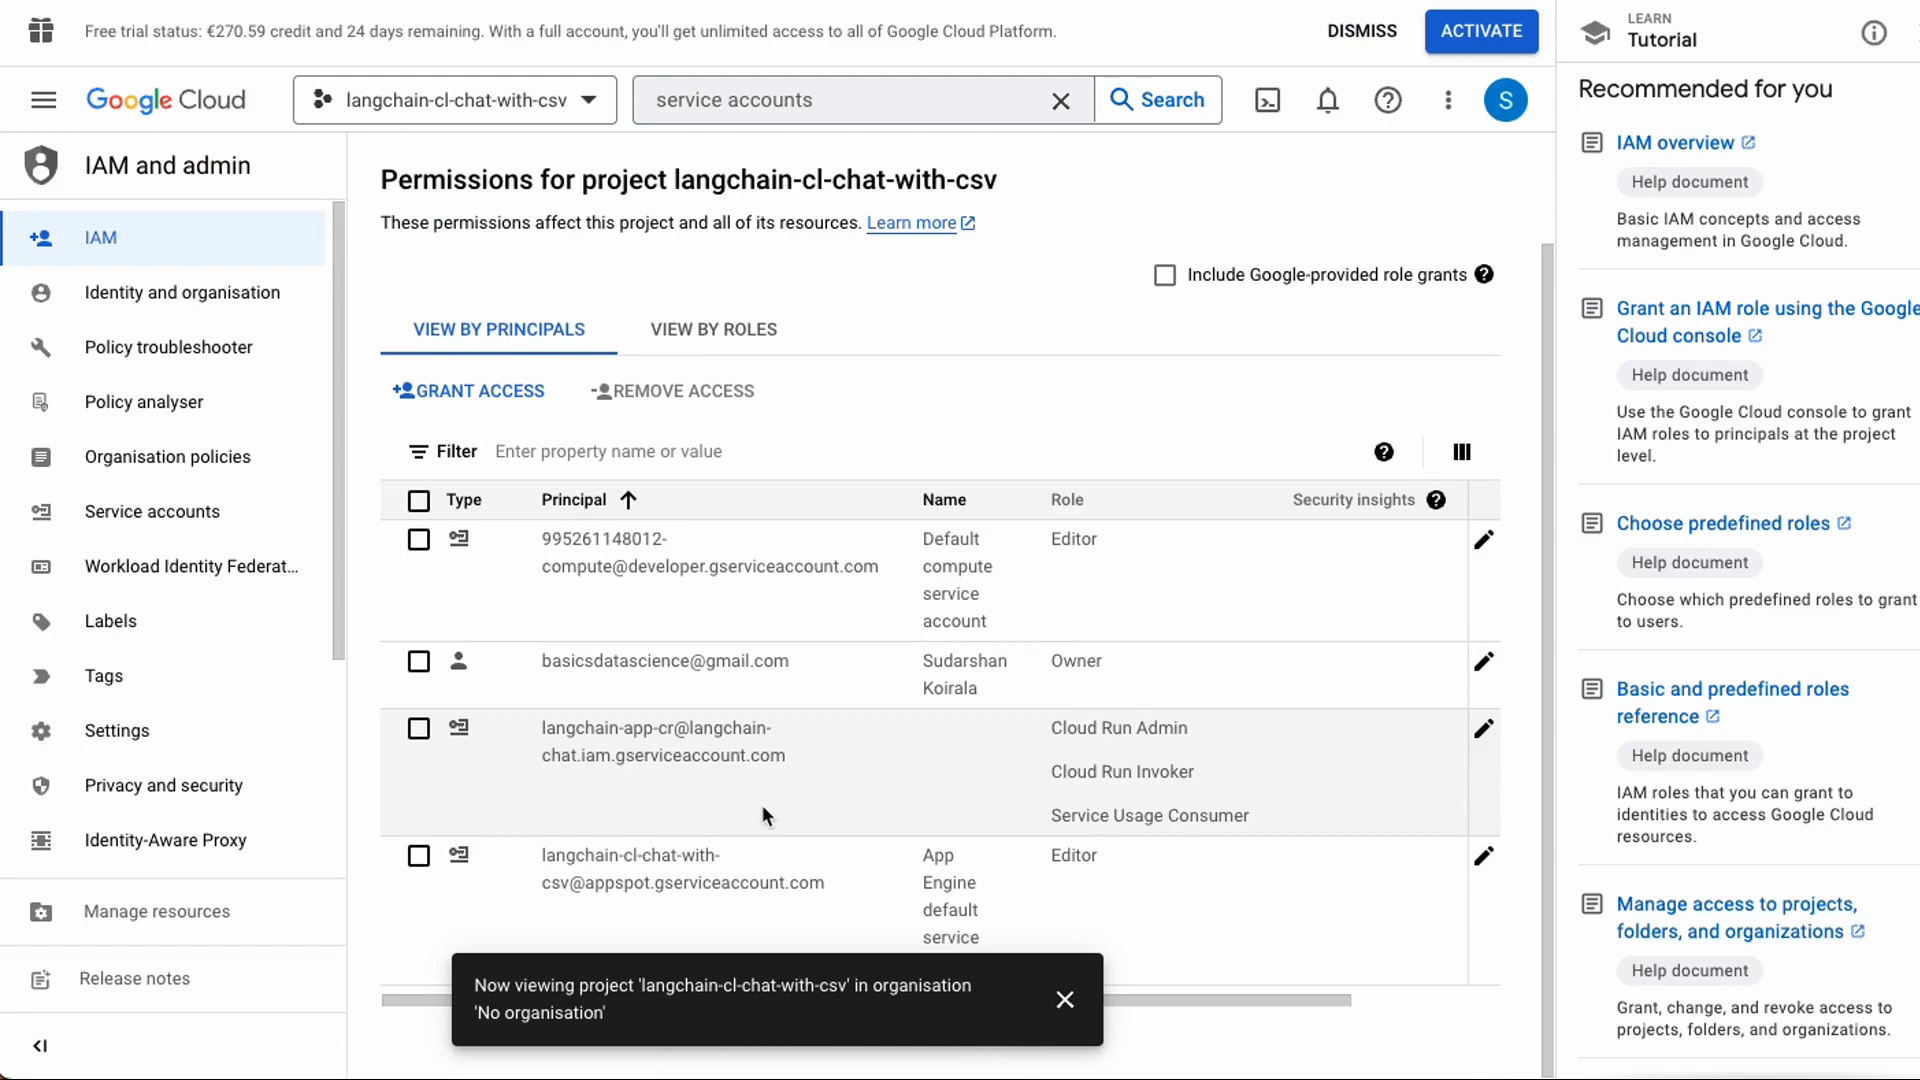 Free trial status: €270.59 credit and 24 days remaining. With a full account, you'll get unlimited access to all of Google Cloud Platform.
DISMISS
ACTIVATE
Google Cloud
langchain-cl-chat-with-csv
service accounts
Search
S
IAM and admin
IAM
Identity and organisation
Policy troubleshooter
Policy analyser
Organisation policies
Service accounts
Workload Identity Federat...
Labels
Tags
Settings
Privacy and security
Identity-Aware Proxy
Manage resources
Release notes
Permissions for project langchain-cl-chat-with-csv
These permissions affect this project and all of its resources. Learn more
Include Google-provided role grants
VIEW BY PRINCIPALS
VIEW BY ROLES
GRANT ACCESS
REMOVE ACCESS
Filter Enter property name or value
Type Principal Name Role Security insights
995261148012-
compute@developer.gserviceaccount.com
Default
compute
service
account
Editor
basicsdatascience@gmail.com
Sudarshan
Koirala
Owner
langchain-app-cr@langchain-
chat.iam.gserviceaccount.com
Cloud Run Admin
Cloud Run Invoker
Service Usage Consumer
langchain-cl-chat-with-
csv@appspot.gserviceaccount.com
App
Engine
default
service
Editor
Now viewing project 'langchain-cl-chat-with-csv' in organisation
'No organisation'
LEARN
Tutorial
Recommended for you
IAM overview
Help document
Basic IAM concepts and access
management in Google Cloud.
Grant an IAM role using the Google
Cloud console
Help document
Use the Google Cloud console to grant
IAM roles to principals at the project
level.
Choose predefined roles
Help document
Choose which predefined roles to grant
to users.
Basic and predefined roles
reference
Help document
IAM roles that you can grant to
identities to access Google Cloud
resources.
Manage access to projects,
folders, and organizations
Help document
Grant, change, and revoke access to
projects, folders, and organizations.